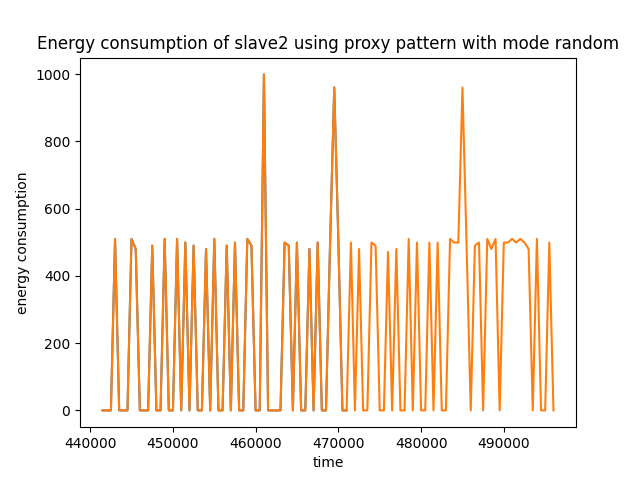 Energy consumption of slave2 using proxy pattern with mode random
1000
800
600
400
200
0
energy consumption
440000 450000 460000 470000 480000 490000
time